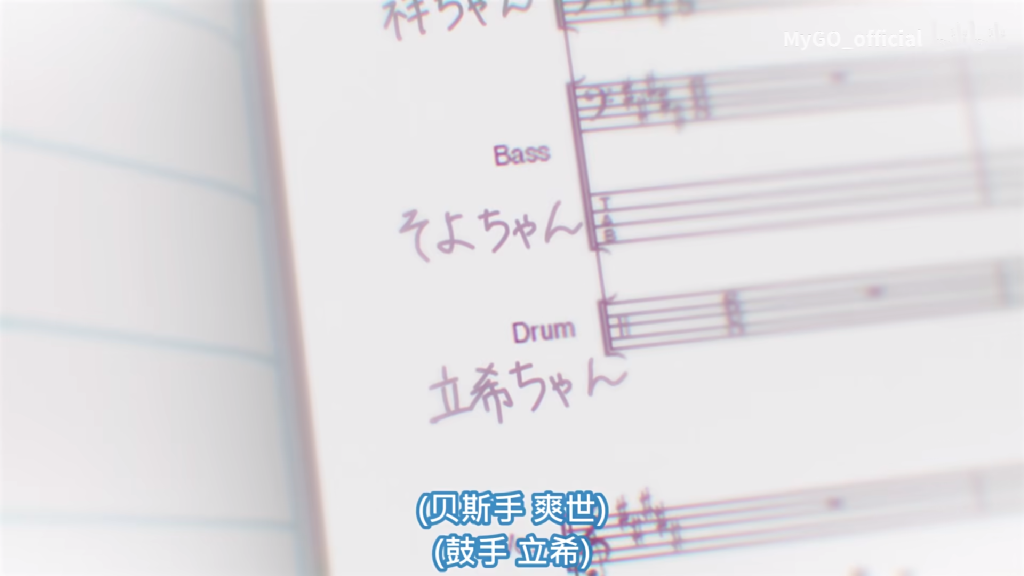 祥ちゃん
MyGO_official
Bass
T
A
B
そよちゃん
Drum
立希ちゃん
(贝斯手 爽世)
(鼓手 立希)